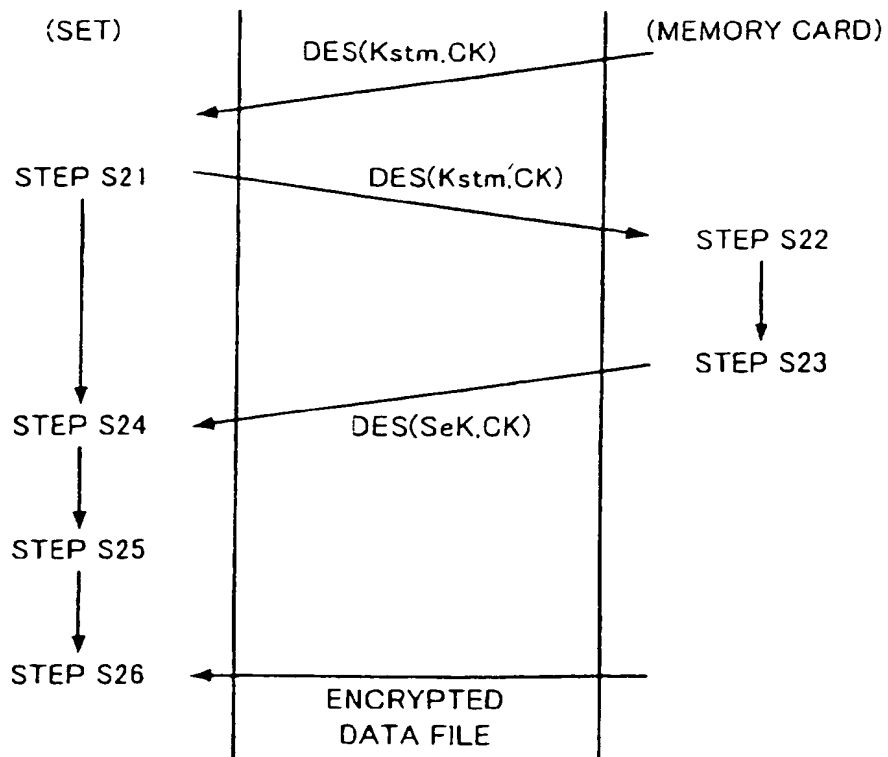 (SET)
(MEMORY CARD)
DES(Kstm,CK)
STEP S21
DES(Kstm',CK)
STEP S22
STEP S23
STEP S24
DES(SeK,CK)
STEP S25
STEP S26
ENCRYPTED
DATA FILE